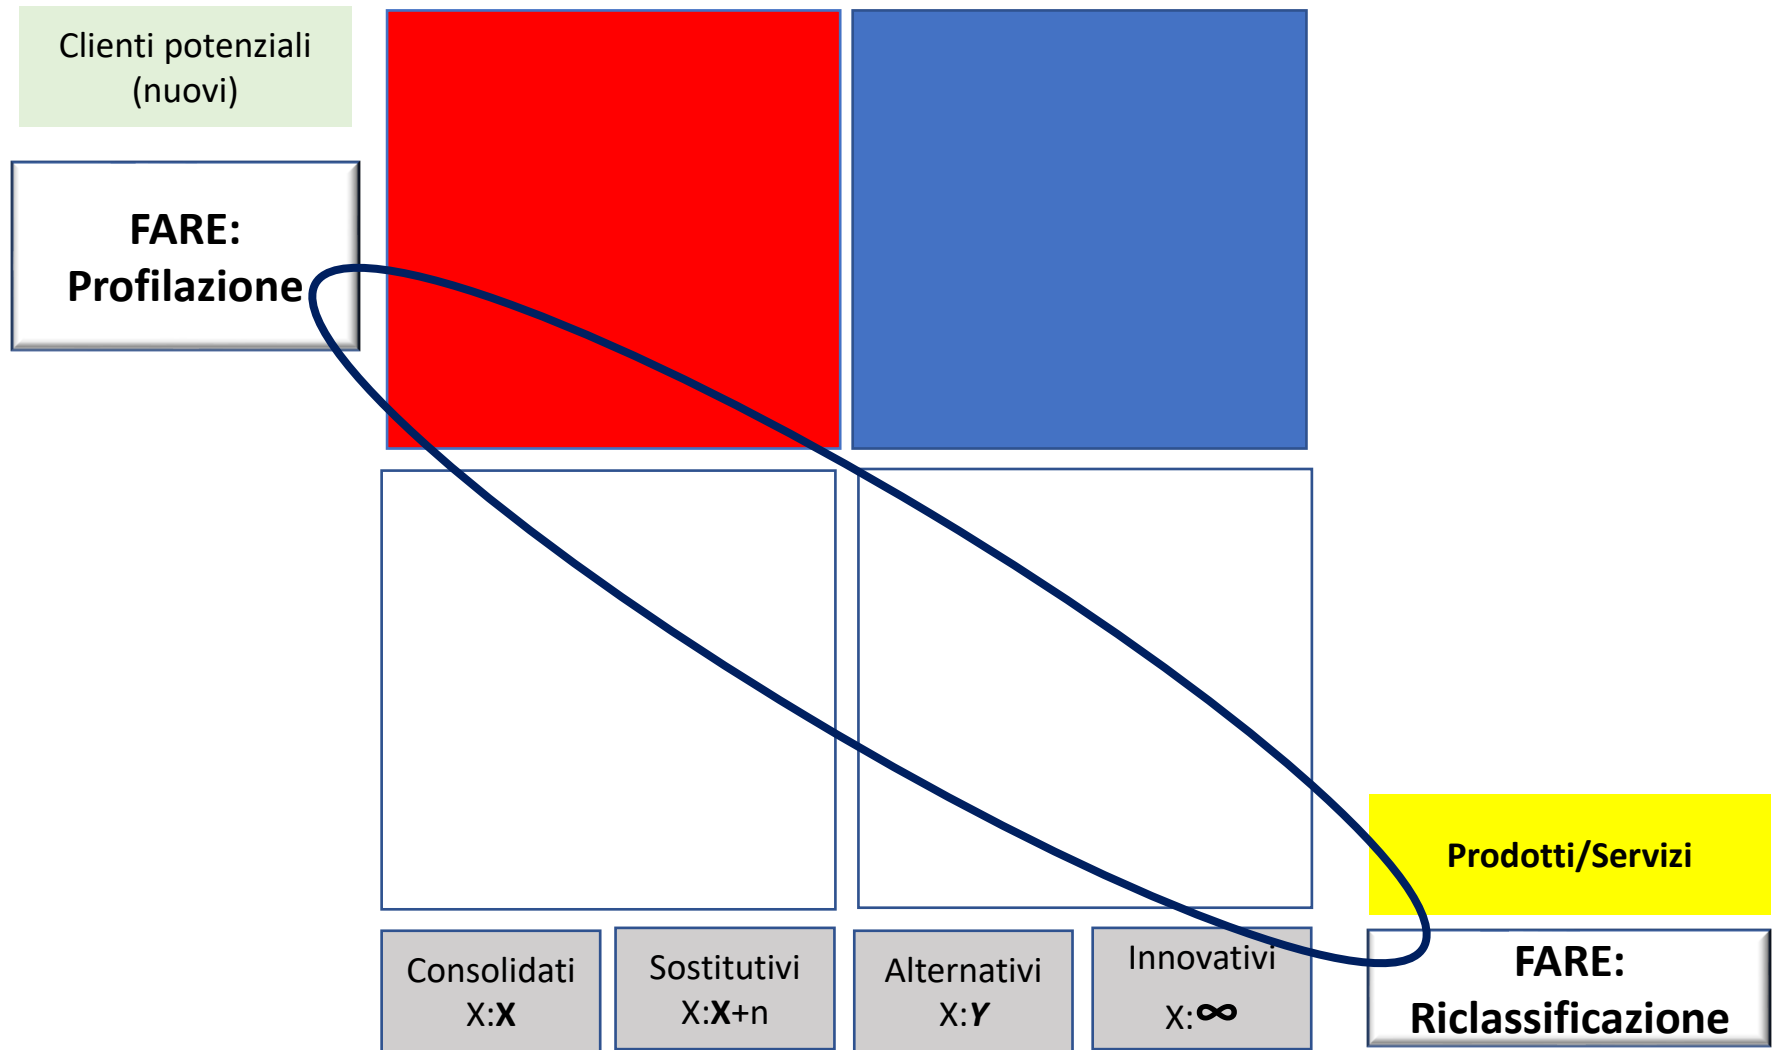 Clienti potenziali
(nuovi)
FARE:
Profilazione
Prodotti/Servizi
Consolidati
X:X
Sostitutivi
X:X+n
Alternativi
X:Y
Innovativi
X:∞
FARE:
Riclassificazione